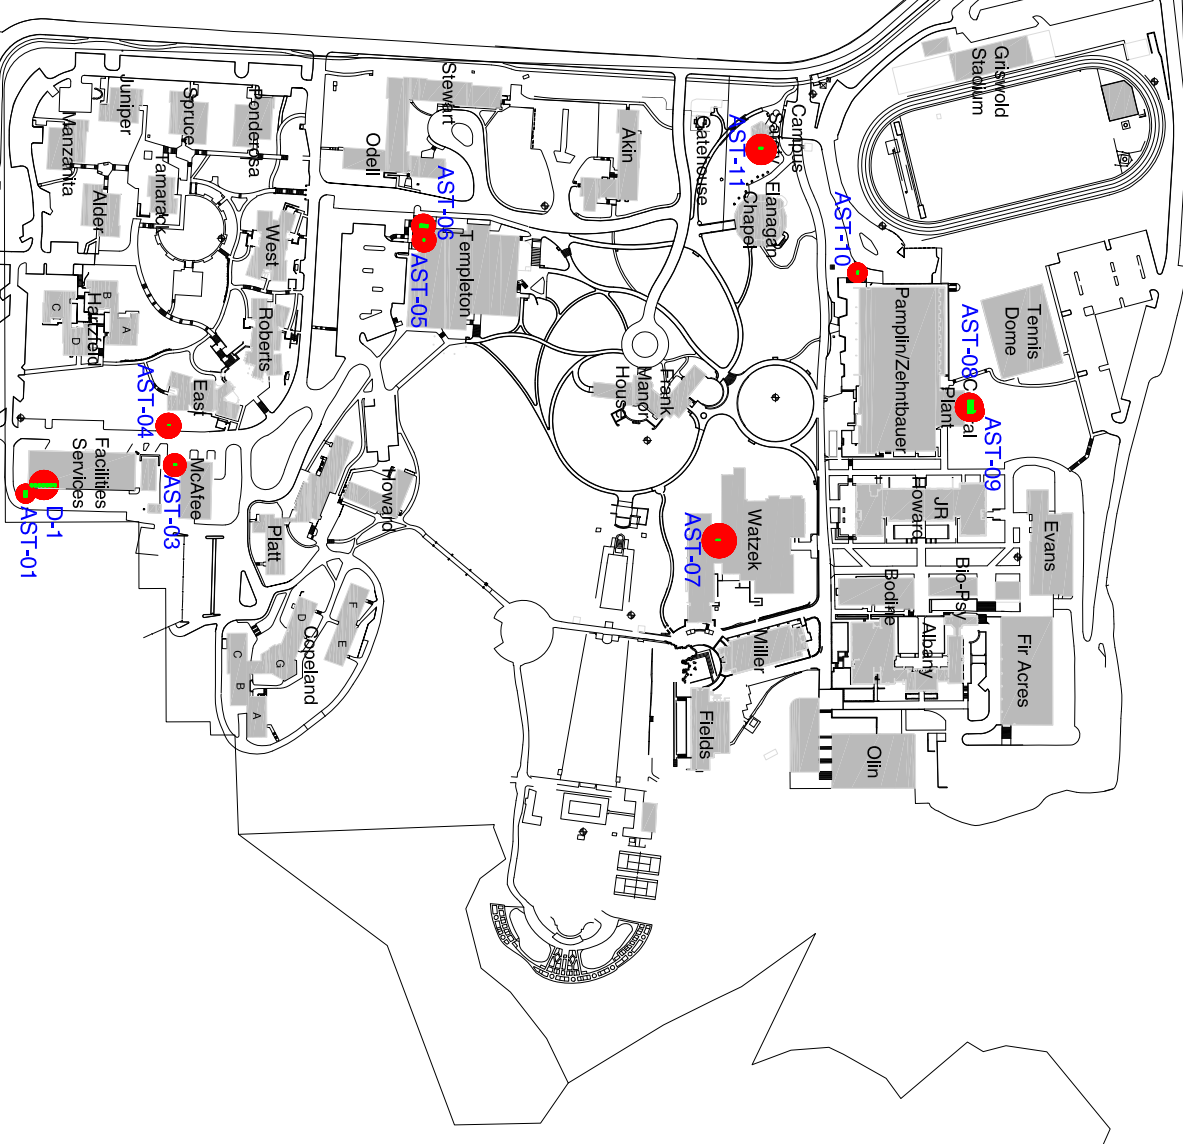 Griswold
Stadium
Juniper
Spruce
Ponderosa
Stewart
Manzanita
Tamarack
Alder
Odell
Akin
Gatehouse
Campus
AST-11
Flanagan
Chapel
AST-10
AST-06
AST-05
Templeton
West
Roberts
Hartzfeld
A
B
C
D
East
AST-04
Frank
Manor
House
Pamplin/Zehntbauer
Tennis
Dome
AST-08
Plant
AST-09
Facilities
Services
McAfee
AST-03
D-1
AST-01
Howard
Platt
AST-07
Watzek
JR
Howard
Evans
Bio-Psy
Bodine
Albany
Fir Acres
Miller
Fields
Olin
Copeland
A
B
C
D
E
F
G